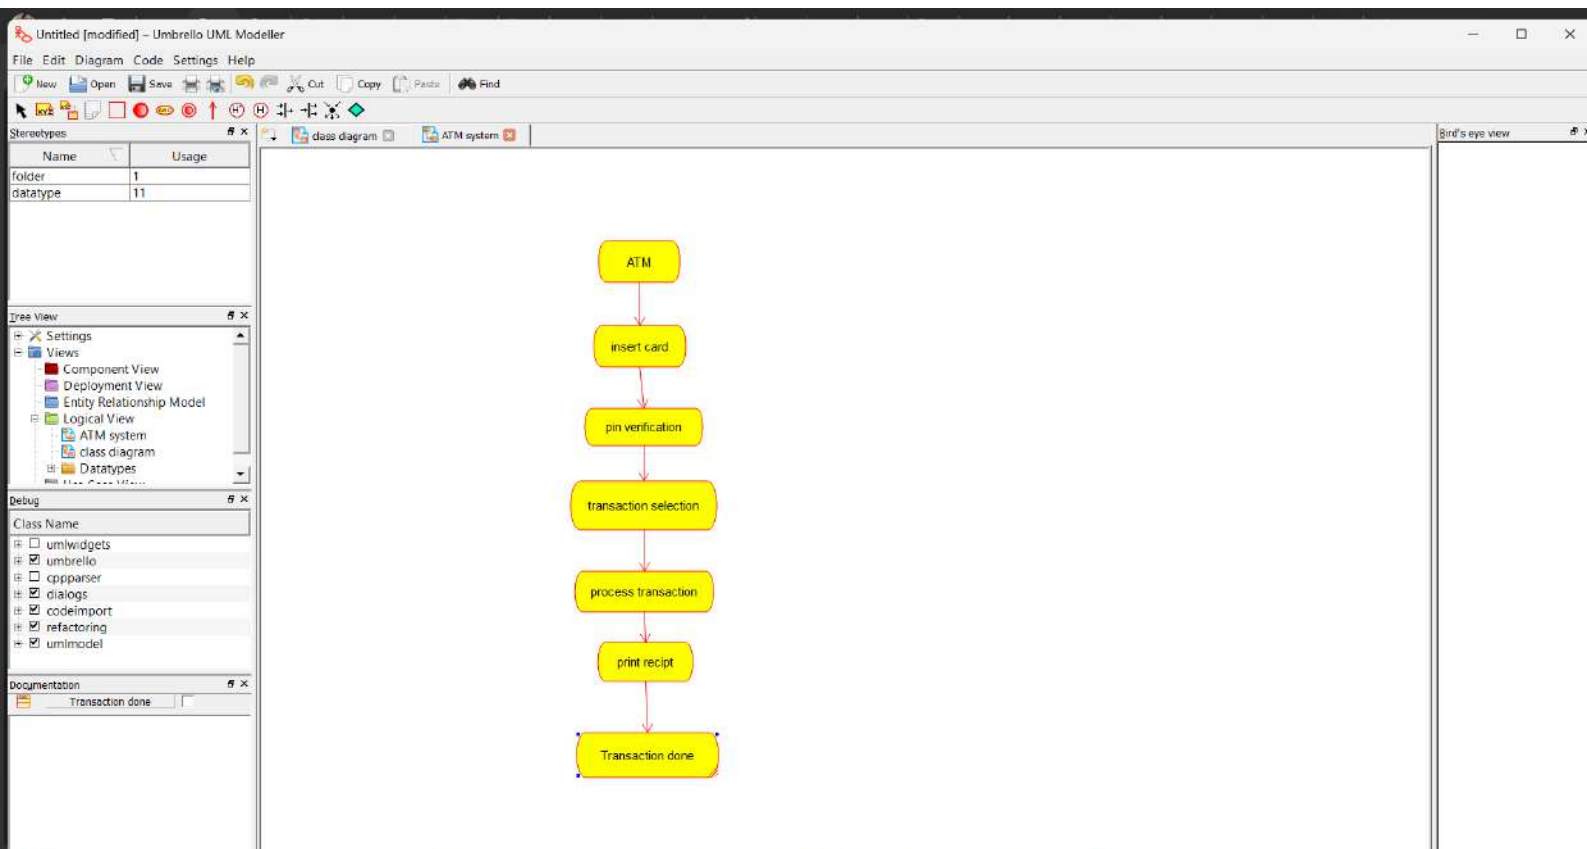 Untitled [modified] – Umbrello UML Modeller
File Edit Diagram Code Settings Help
New Open Save Cut Copy Paste Find
Stereotypes
class diagram ATM system
Bird's eye view
Name Usage
folder 1
datatype 11
Tree View
Settings
Views
Component View
Deployment View
Entity Relationship Model
Logical View
ATM system
class diagram
Datatypes
Debug
Class Name
umlwidgets
umbrello
cppparser
dialogs
codeimport
refactoring
umlmodel
Documentation
Transaction done
ATM
insert card
pin verification
transaction selection
process transaction
print recipt
Transaction done